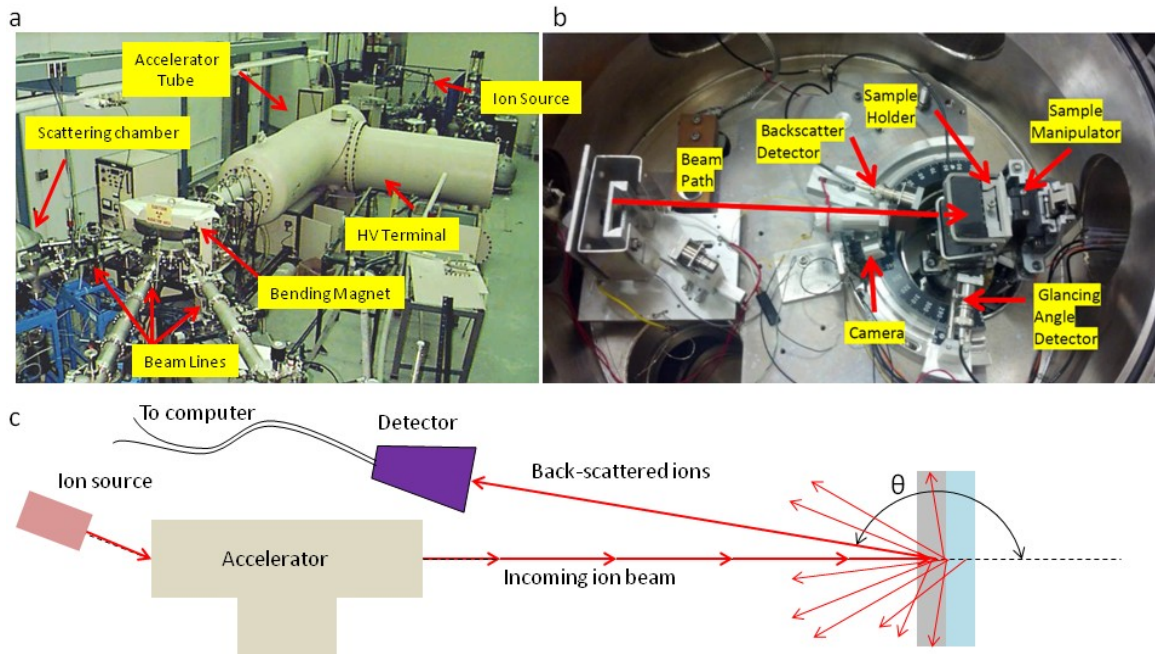 a
Accelerator
Tube
Ion Source
Scattering chamber
HV Terminal
Bending Magnet
Beam Lines
b
Sample
Holder
Backscatter
Detector
Sample
Manipulator
Beam
Path
Camera
Glancing
Angle
Detector
c
To computer
Detector
Ion source
Back-scattered ions
θ
Accelerator
Incoming ion beam